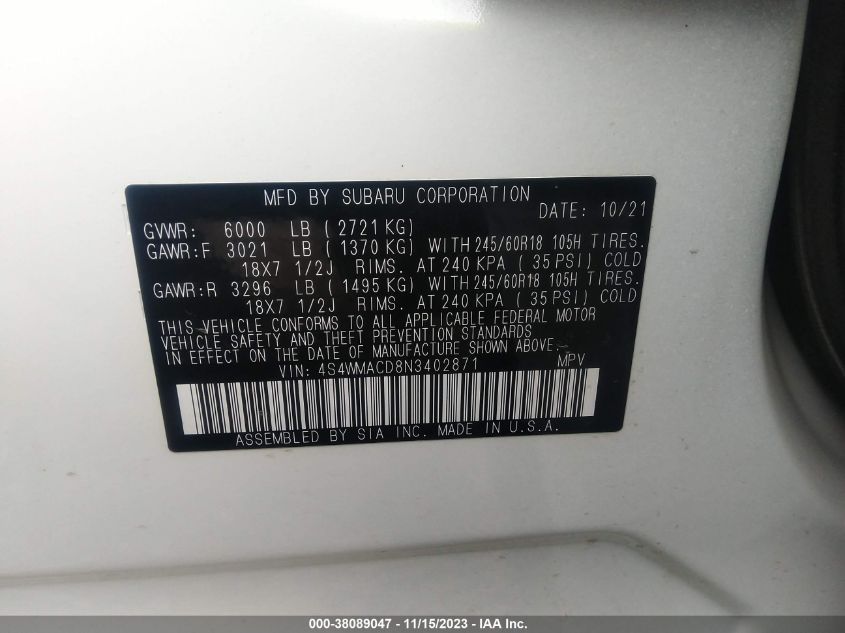 MFD BY SUBARU CORPORATION
DATE: 10/21
GVWR: 6000 LB ( 2721 KG)
GAWR:F 3021 LB ( 1370 KG) WITH 245/60R18 105H TIRES.
18X7 1/2J RIMS. AT 240 KPA ( 35 PSI) COLD
GAWR:R 3296 LB ( 1495 KG) WITH 245/60R18 105H TIRES.
18X7 1/2J RIMS. AT 240 KPA ( 35 PSI) COLD
THIS VEHICLE CONFORMS TO ALL APPLICABLE FEDERAL MOTOR
VEHICLE SAFETY AND THEFT PREVENTION STANDARDS
IN EFFECT ON THE DATE OF MANUFACTURE SHOWN ABOVE.
VIN: 4S4WMACD8N3402871 MPV
ASSEMBLED BY SIA INC. MADE IN U.S.A.
000-38089047 - 11/15/2023 - IAA Inc.